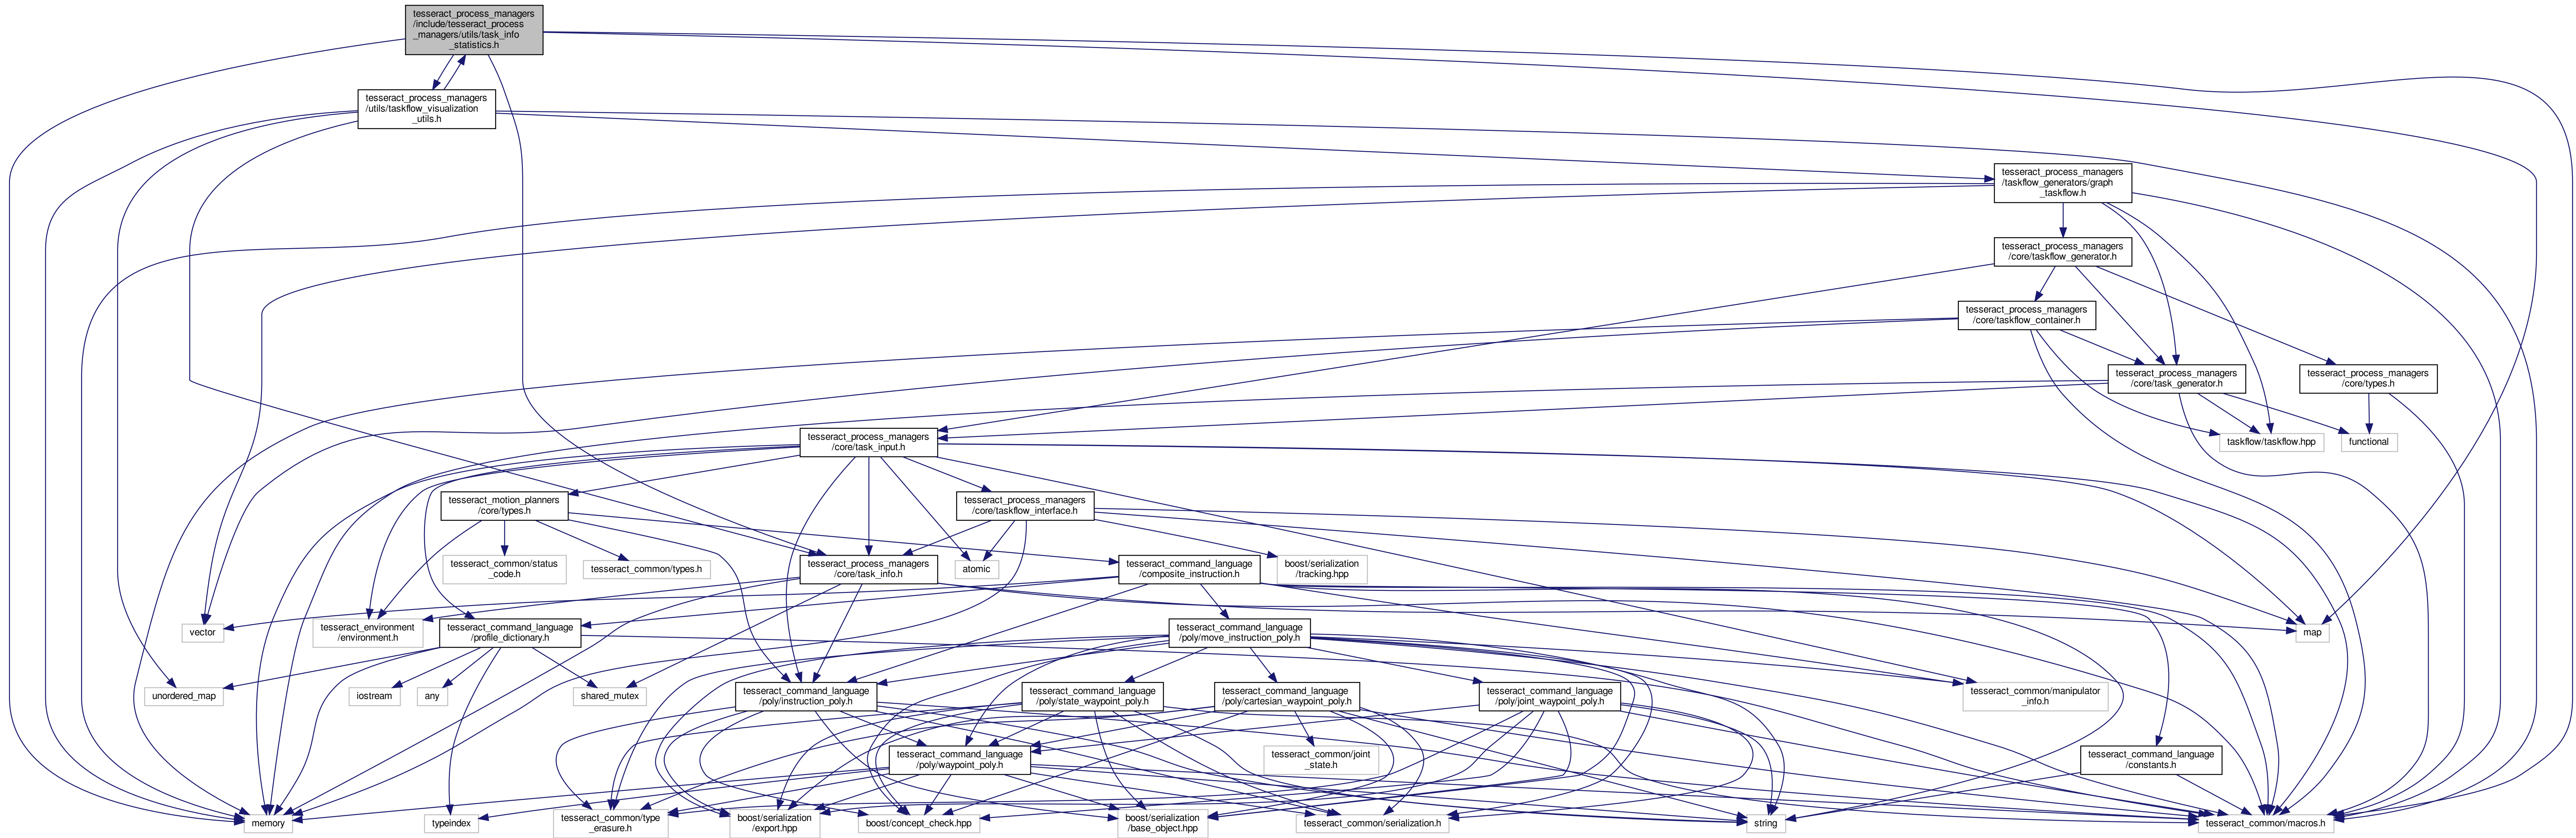 tesseract_process_managers
/include/tesseract_process
_managers/utils/task_info
_statistics.h
tesseract_process_managers
/utils/taskflow_visualization
_utils.h
tesseract_process_managers
/taskflow_generators/graph
_taskflow.h
tesseract_process_managers
/core/taskflow_generator.h
tesseract_process_managers
/core/taskflow_container.h
tesseract_process_managers
/core/task_generator.h
tesseract_process_managers
/core/types.h
tesseract_process_managers
/core/task_input.h
taskflow/taskflow.hpp
functional
tesseract_motion_planners
/core/types.h
tesseract_process_managers
/core/taskflow_interface.h
tesseract_common/status
_code.h
tesseract_common/types.h
tesseract_process_managers
/core/task_info.h
atomic
tesseract_command_language
/composite_instruction.h
boost/serialization
/tracking.hpp
vector
tesseract_environment
/environment.h
tesseract_command_language
/profile_dictionary.h
tesseract_command_language
/poly/move_instruction_poly.h
map
unordered_map
iostream
any
shared_mutex
tesseract_command_language
/poly/instruction_poly.h
tesseract_command_language
/poly/state_waypoint_poly.h
tesseract_command_language
/poly/cartesian_waypoint_poly.h
tesseract_command_language
/poly/joint_waypoint_poly.h
tesseract_common/manipulator
_info.h
tesseract_command_language
/poly/waypoint_poly.h
tesseract_common/joint
_state.h
tesseract_command_language
/constants.h
memory
typeindex
tesseract_common/type
_erasure.h
boost/serialization
/export.hpp
boost/concept_check.hpp
boost/serialization
/base_object.hpp
tesseract_common/serialization.h
string
tesseract_common/macros.h